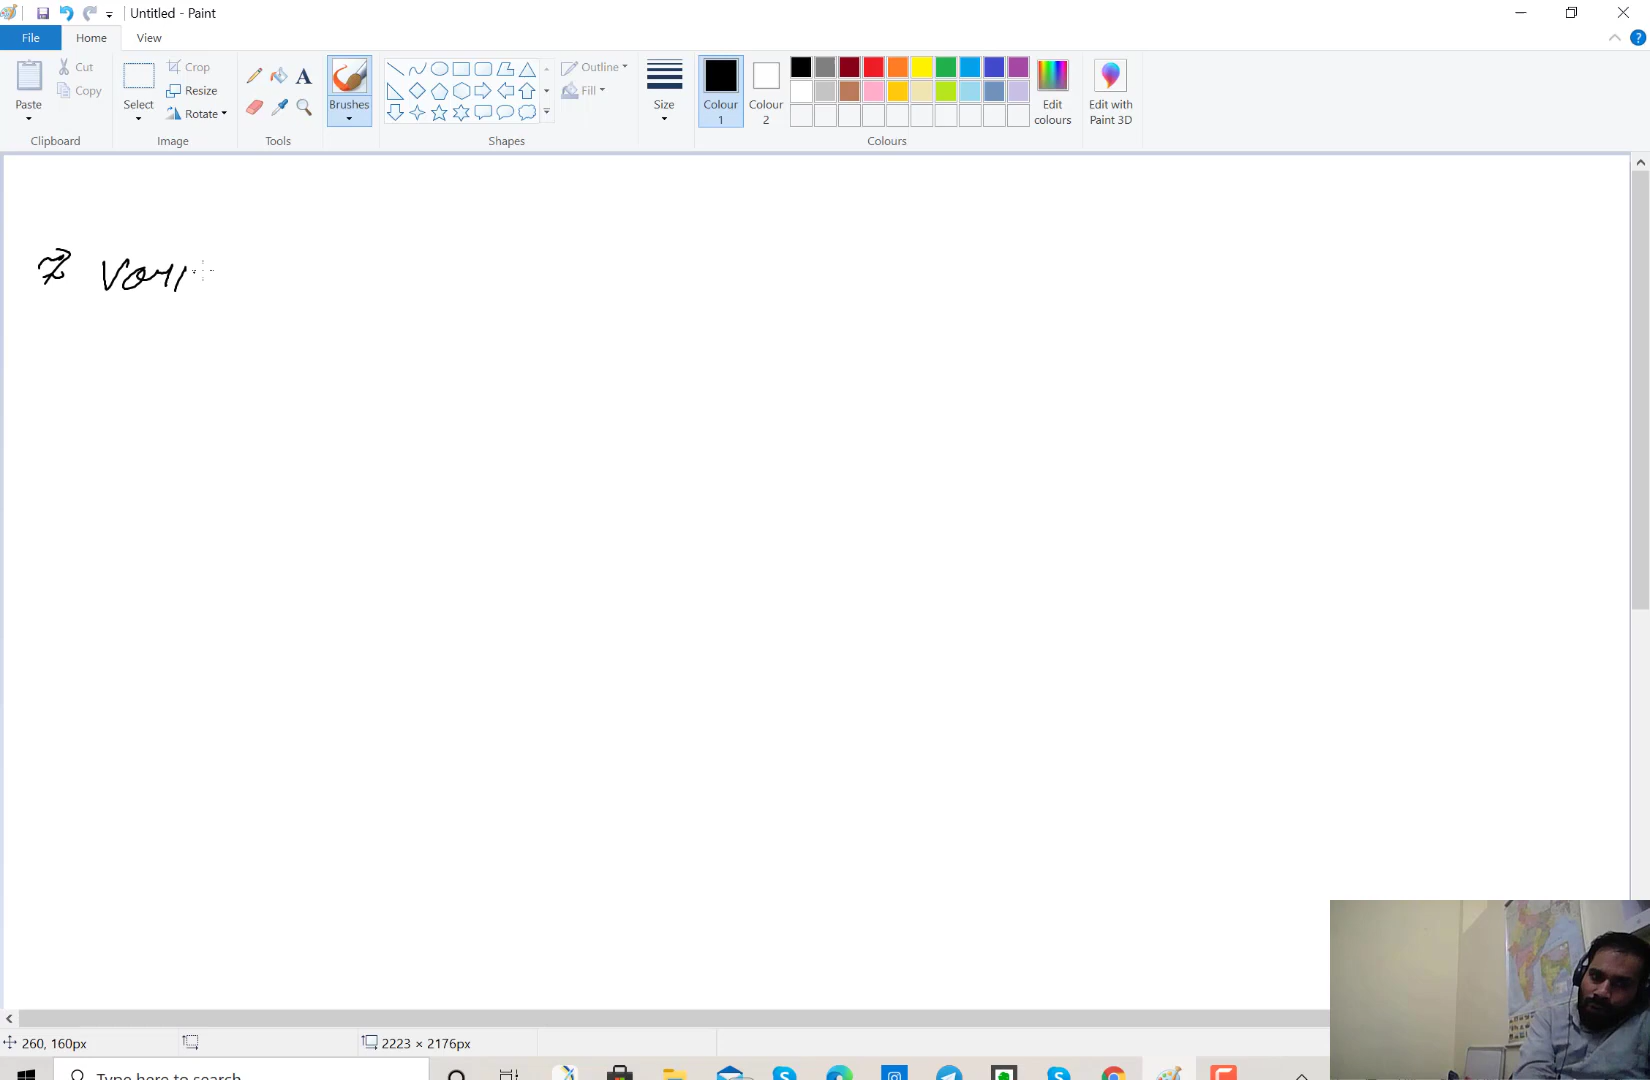 Untitled - Paint
File Home View
Paste
Cut
Copy
Clipboard
Select
Crop
Resize
Rotate
Image
Tools
Brushes
Shapes
Outline
Fill
Size
Colour 1
Colour 2
Colours
Edit colours
Edit with Paint 3D
260, 160px
2223 × 2176px
Type here to search